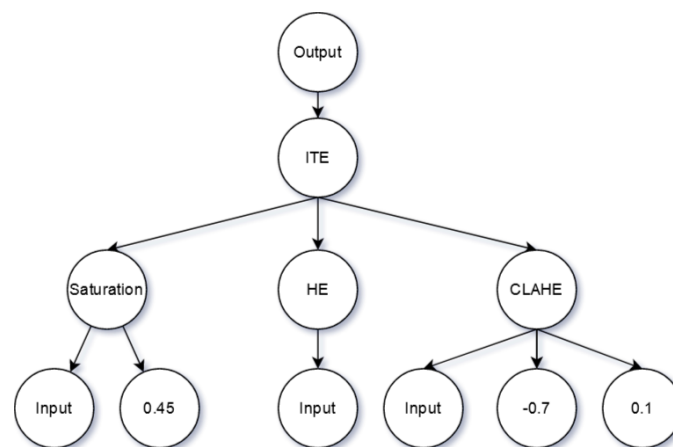 Output
ITE
Saturation
HE
CLAHE
Input
0.45
Input
Input
-0.7
0.1